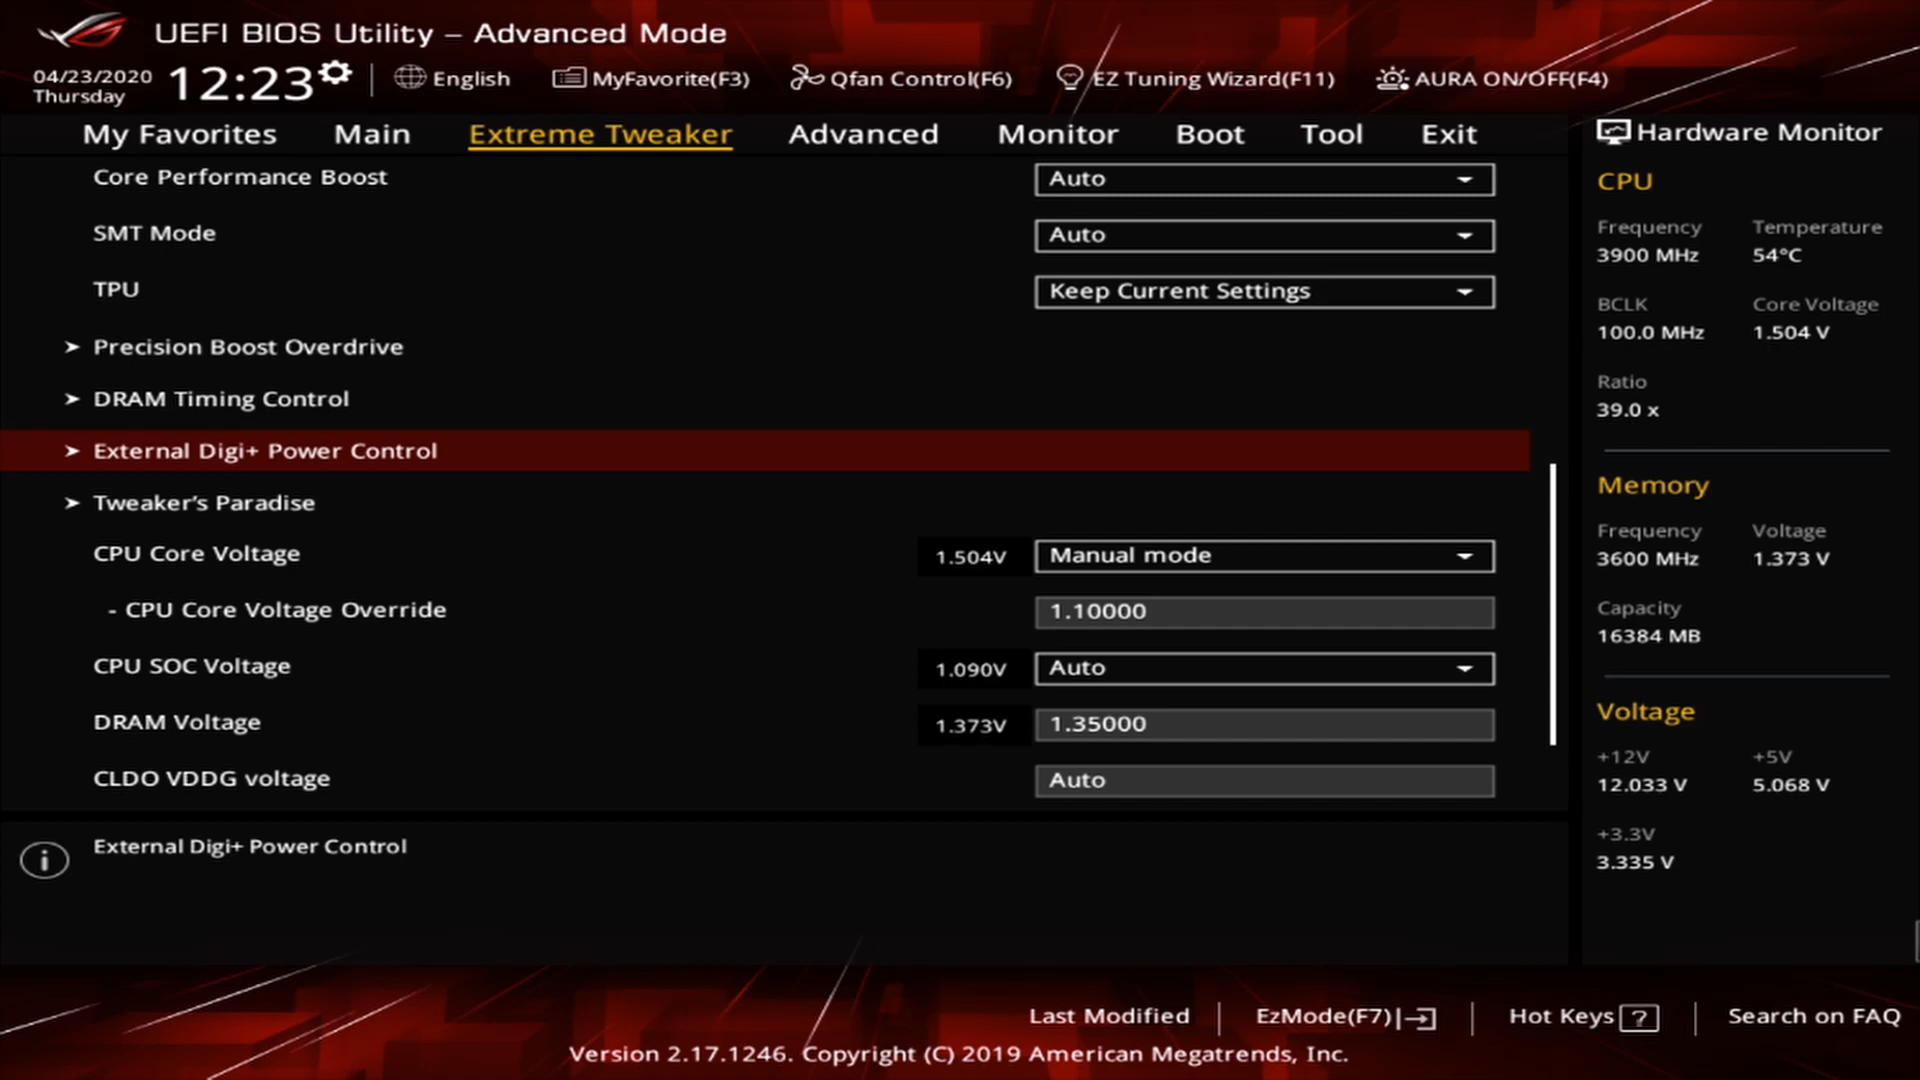 UEFI BIOS Utility – Advanced Mode
04/23/2020
Thursday
12:23
English
MyFavorite(F3)
Qfan Control(F6)
EZ Tuning Wizard(F11)
AURA ON/OFF(F4)
My Favorites
Main
Extreme Tweaker
Advanced
Monitor
Boot
Tool
Exit
Core Performance Boost
Auto
SMT Mode
Auto
TPU
Keep Current Settings
Precision Boost Overdrive
DRAM Timing Control
External Digi+ Power Control
Tweaker's Paradise
CPU Core Voltage
1.504V
Manual mode
- CPU Core Voltage Override
1.10000
CPU SOC Voltage
1.090V
Auto
DRAM Voltage
1.373V
1.35000
CLDO VDDG voltage
Auto
External Digi+ Power Control
Hardware Monitor
CPU
Frequency Temperature
3900 MHz 54°C
BCLK Core Voltage
100.0 MHz 1.504 V
Ratio
39.0 x
Memory
Frequency Voltage
3600 MHz 1.373 V
Capacity
16384 MB
Voltage
+12V +5V
12.033 V 5.068 V
+3.3V
3.335 V
Last Modified
EzMode(F7)
Hot Keys ?
Search on FAQ
Version 2.17.1246. Copyright (C) 2019 American Megatrends, Inc.